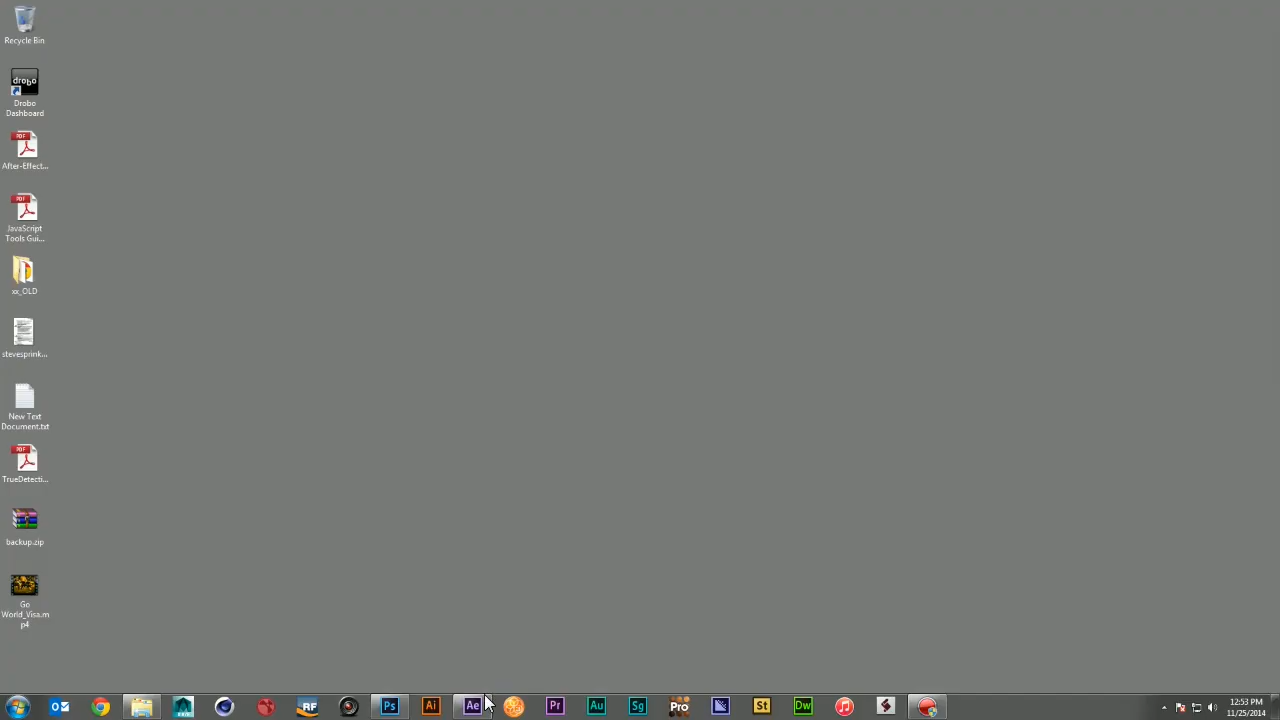 Recycle Bin
drobo
Drobo
Dashboard
PDF
After-Effect...
PDF
JavaScript
Tools Gui...
xx_OLD
stevesprink...
New Text
Document.txt
PDF
TrueDetecti...
backup.zip
Go
World_Visa.m
p4
RF
Ps
Ai
Ae
Pr
Au
Sg
Pro
St
Dw
12:53 PM
11/25/2014